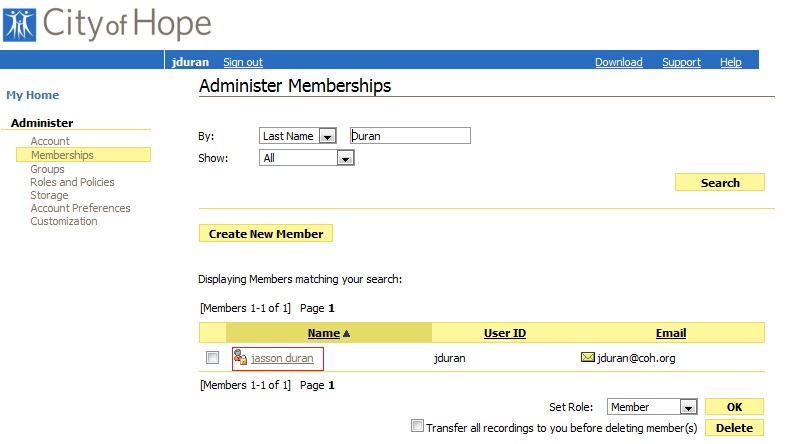 City of Hope
jduran Sign out Download Support Help
My Home
Administer
Account
Memberships
Groups
Roles and Policies
Storage
Account Preferences
Customization
Administer Memberships
By: Last Name Duran
Show: All
Search
Create New Member
Displaying Members matching your search:
[Members 1-1 of 1] Page 1
Name User ID Email
jasson duran jduran jduran@coh.org
[Members 1-1 of 1] Page 1
Set Role: Member OK
Transfer all recordings to you before deleting member(s) Delete